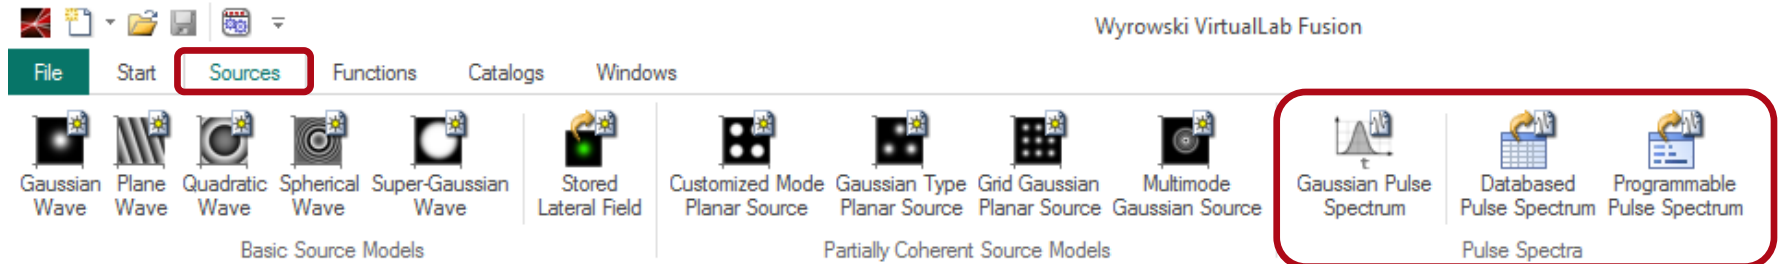 Wyrowski VirtualLab Fusion
File Start Sources Functions Catalogs Windows
Gaussian Plane Quadratic Spherical Super-Gaussian Stored Customized Mode Gaussian Type Grid Gaussian Multimode Gaussian Pulse Databased Programmable
Wave Wave Wave Wave Wave Lateral Field Planar Source Planar Source Planar Source Gaussian Source Spectrum Pulse Spectrum Pulse Spectrum
Basic Source Models Partially Coherent Source Models Pulse Spectra